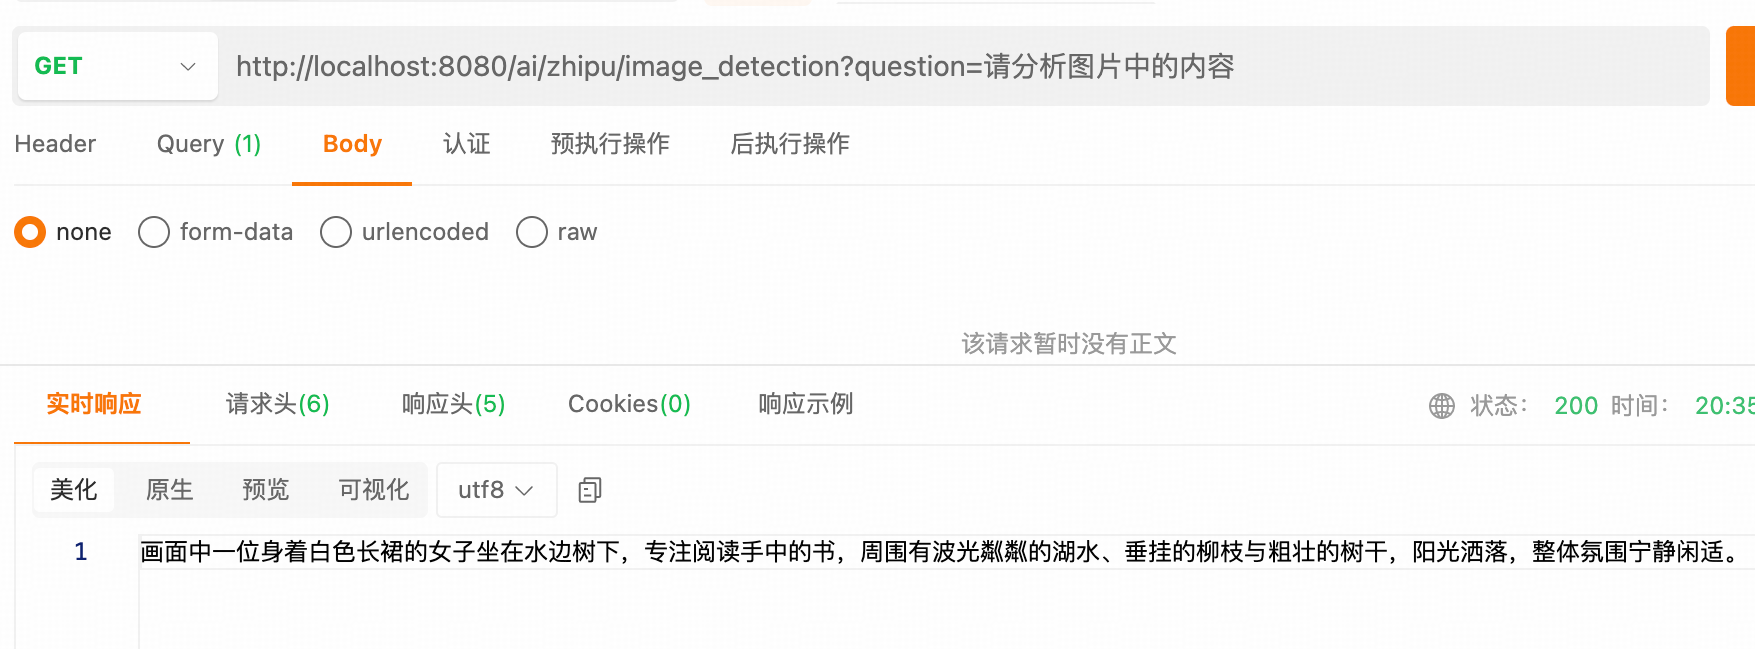 GET http://localhost:8080/ai/zhipu/image_detection?question=请分析图片中的内容
Header Query (1) Body 认证 预执行操作 后执行操作
none form-data urlencoded raw
该请求暂时没有正文
实时响应 请求头(6) 响应头(5) Cookies(0) 响应示例 状态： 200 时间： 20:35
美化 原生 预览 可视化 utf8
1 画面中一位身着白色长裙的女子坐在水边树下，专注阅读手中的书，周围有波光粼粼的湖水、垂挂的柳枝与粗壮的树干，阳光洒落，整体氛围宁静闲适。